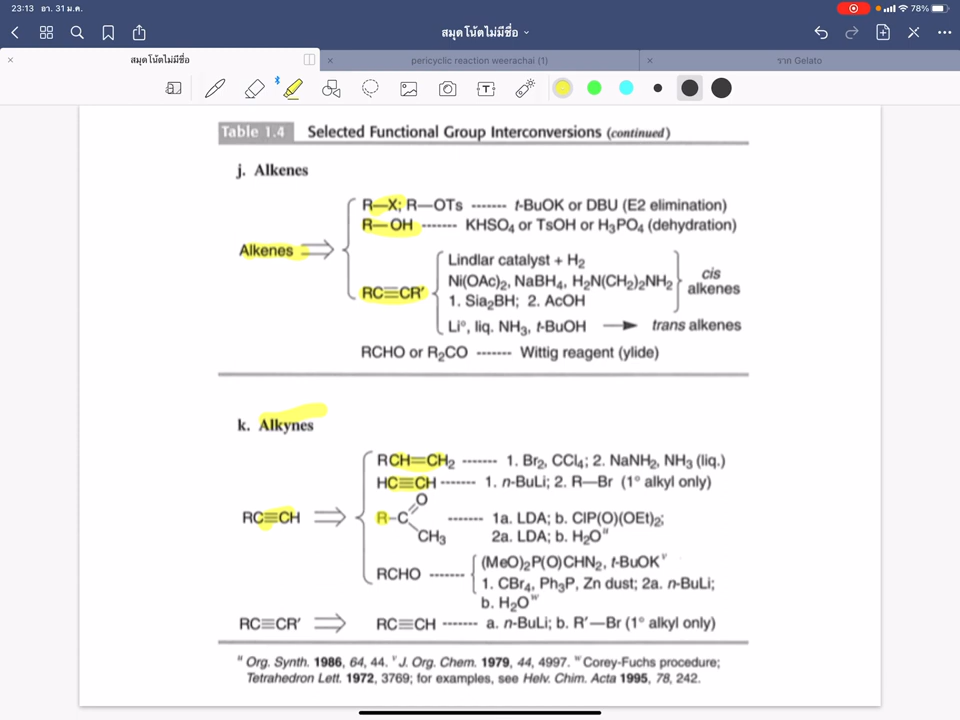 23:13 อา. 31 ม.ค.
78%
สมุดโน้ตไม่มีชื่อ
× สมุดโน้ตไม่มีชื่อ × pericyclic reaction weerachai (1) × ราก Gelato
Table 1.4 Selected Functional Group Interconversions (continued)
j. Alkenes
R—X; R—OTs ------- t-BuOK or DBU (E2 elimination)
R—OH ------- KHSO₄ or TsOH or H₃PO₄ (dehydration)
Alkenes ⟹
Lindlar catalyst + H₂
Ni(OAc)₂, NaBH₄, H₂N(CH₂)₂NH₂
cis alkenes
RC≡CR′
1. Sia₂BH; 2. AcOH
Li°, liq. NH₃, t-BuOH ⟶ trans alkenes
RCHO or R₂CO ------- Wittig reagent (ylide)
k. Alkynes
RCH=CH₂ ------- 1. Br₂, CCl₄; 2. NaNH₂, NH₃ (liq.)
HC≡CH ------- 1. n-BuLi; 2. R—Br (1° alkyl only)
O
RC≡CH ⟹ R–C ------- 1a. LDA; b. ClP(O)(OEt)₂;
CH₃ 2a. LDA; b. H₂Oᵘ
(MeO)₂P(O)CHN₂, t-BuOKᵛ
RCHO ------- 1. CBr₄, Ph₃P, Zn dust; 2a. n-BuLi;
b. H₂Oʷ
RC≡CR′ ⟹ RC≡CH ------- a. n-BuLi; b. R′—Br (1° alkyl only)
ᵘ Org. Synth. 1986, 64, 44. ᵛ J. Org. Chem. 1979, 44, 4997. ʷ Corey-Fuchs procedure;
Tetrahedron Lett. 1972, 3769; for examples, see Helv. Chim. Acta 1995, 78, 242.